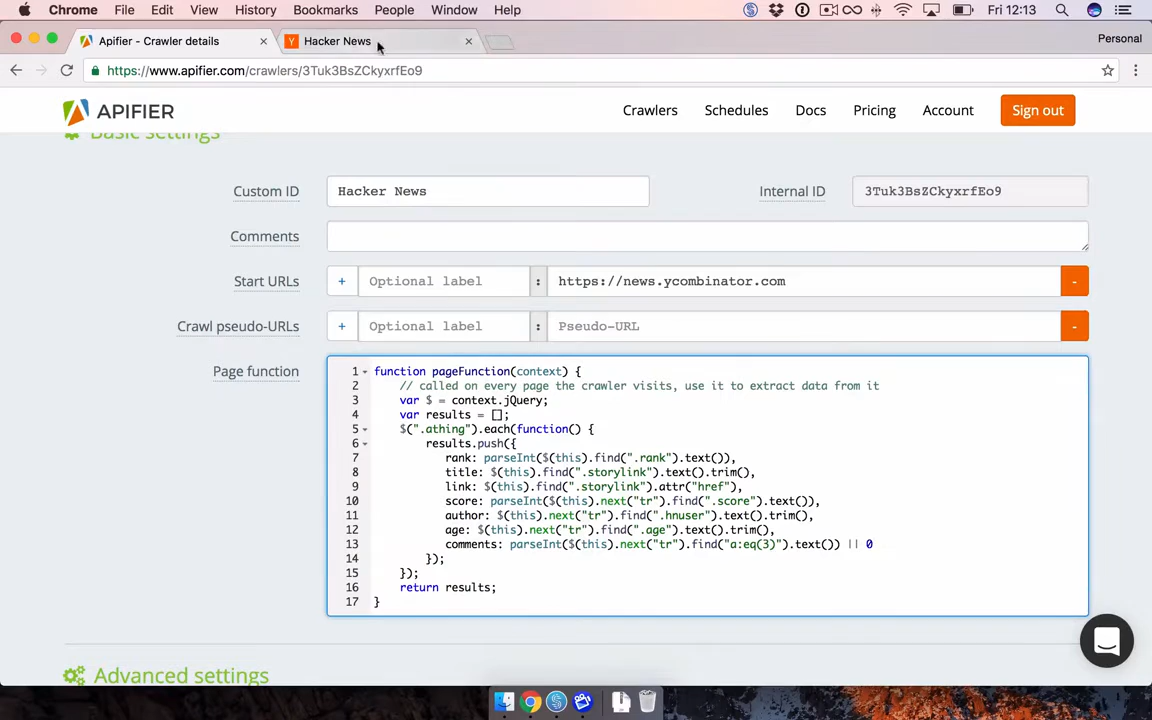 Chrome File Edit View History Bookmarks People Window Help Fri 12:13
Apifier - Crawler details × Hacker News × Personal
https://www.apifier.com/crawlers/3Tuk3BsZCkyxrfEo9
APIFIER Crawlers Schedules Docs Pricing Account Sign out
Basic settings
Custom ID Hacker News Internal ID 3Tuk3BsZCkyxrfEo9
Comments
Start URLs + Optional label : https://news.ycombinator.com -
Crawl pseudo-URLs + Optional label : Pseudo-URL -
Page function
1 function pageFunction(context) {
2 // called on every page the crawler visits, use it to extract data from it
3 var $ = context.jQuery;
4 var results = [];
5 $(".athing").each(function() {
6 results.push({
7 rank: parseInt($(this).find(".rank").text()),
8 title: $(this).find(".storylink").text().trim(),
9 link: $(this).find(".storylink").attr("href"),
10 score: parseInt($(this).next("tr").find(".score").text()),
11 author: $(this).next("tr").find(".hnuser").text().trim(),
12 age: $(this).next("tr").find(".age").text().trim(),
13 comments: parseInt($(this).next("tr").find("a:eq(3)").text()) || 0
14 });
15 });
16 return results;
17 }
Advanced settings